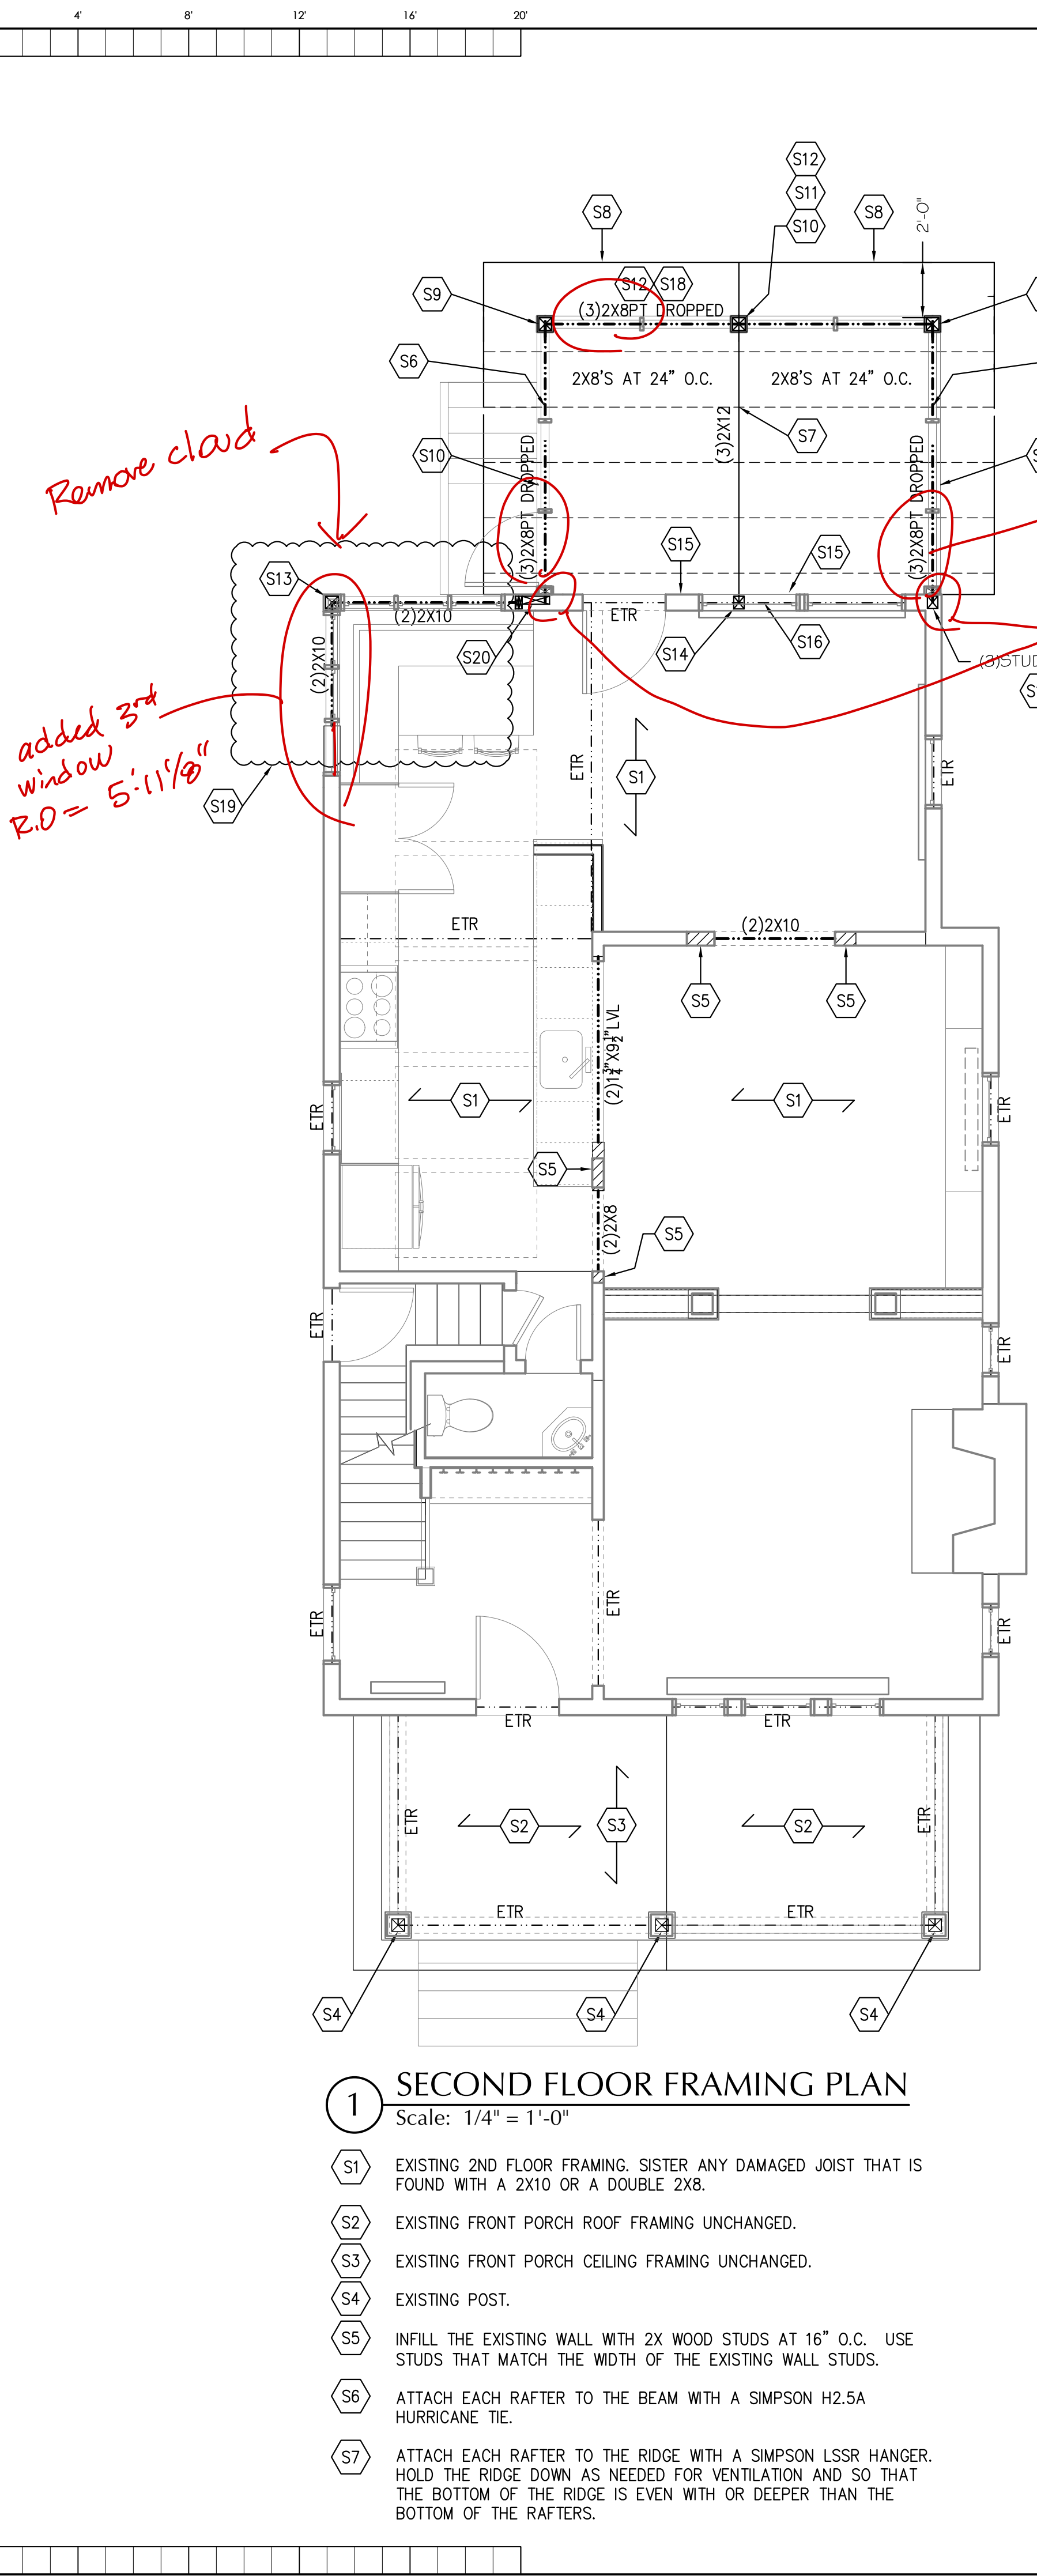 4' 8' 12' 16' 20'
S12
S11
S10
S8
S8
2'-0"
S9
S12 S18
(3)2X8PT DROPPED
S6
2X8'S AT 24" O.C.
2X8'S AT 24" O.C.
S7
(3)2X12
S10
(3)2X8PT DROPPED
(3)2X8PT DROPPED
Remove cloud
S15
S15
S13
(2)2X10
(2)2X10
ETR
S20
S14
S16
(3)STUD
added 3rd
window
R.O = 5'-11 1/8"
S19
ETR
S1
ETR
ETR
(2)2X10
S5
S5
(2)1 3/4"X9 1/2" LVL
S1
S1
ETR
ETR
S5
(2)2X8
S5
ETR
ETR
ETR
ETR
ETR
ETR
ETR
ETR
S2
S3
S2
ETR
ETR
ETR
S4
S4
S4
1
SECOND FLOOR FRAMING PLAN
Scale: 1/4" = 1'-0"
S1 EXISTING 2ND FLOOR FRAMING. SISTER ANY DAMAGED JOIST THAT IS
FOUND WITH A 2X10 OR A DOUBLE 2X8.
S2 EXISTING FRONT PORCH ROOF FRAMING UNCHANGED.
S3 EXISTING FRONT PORCH CEILING FRAMING UNCHANGED.
S4 EXISTING POST.
S5 INFILL THE EXISTING WALL WITH 2X WOOD STUDS AT 16" O.C. USE
STUDS THAT MATCH THE WIDTH OF THE EXISTING WALL STUDS.
S6 ATTACH EACH RAFTER TO THE BEAM WITH A SIMPSON H2.5A
HURRICANE TIE.
S7 ATTACH EACH RAFTER TO THE RIDGE WITH A SIMPSON LSSR HANGER.
HOLD THE RIDGE DOWN AS NEEDED FOR VENTILATION AND SO THAT
THE BOTTOM OF THE RIDGE IS EVEN WITH OR DEEPER THAN THE
BOTTOM OF THE RAFTERS.